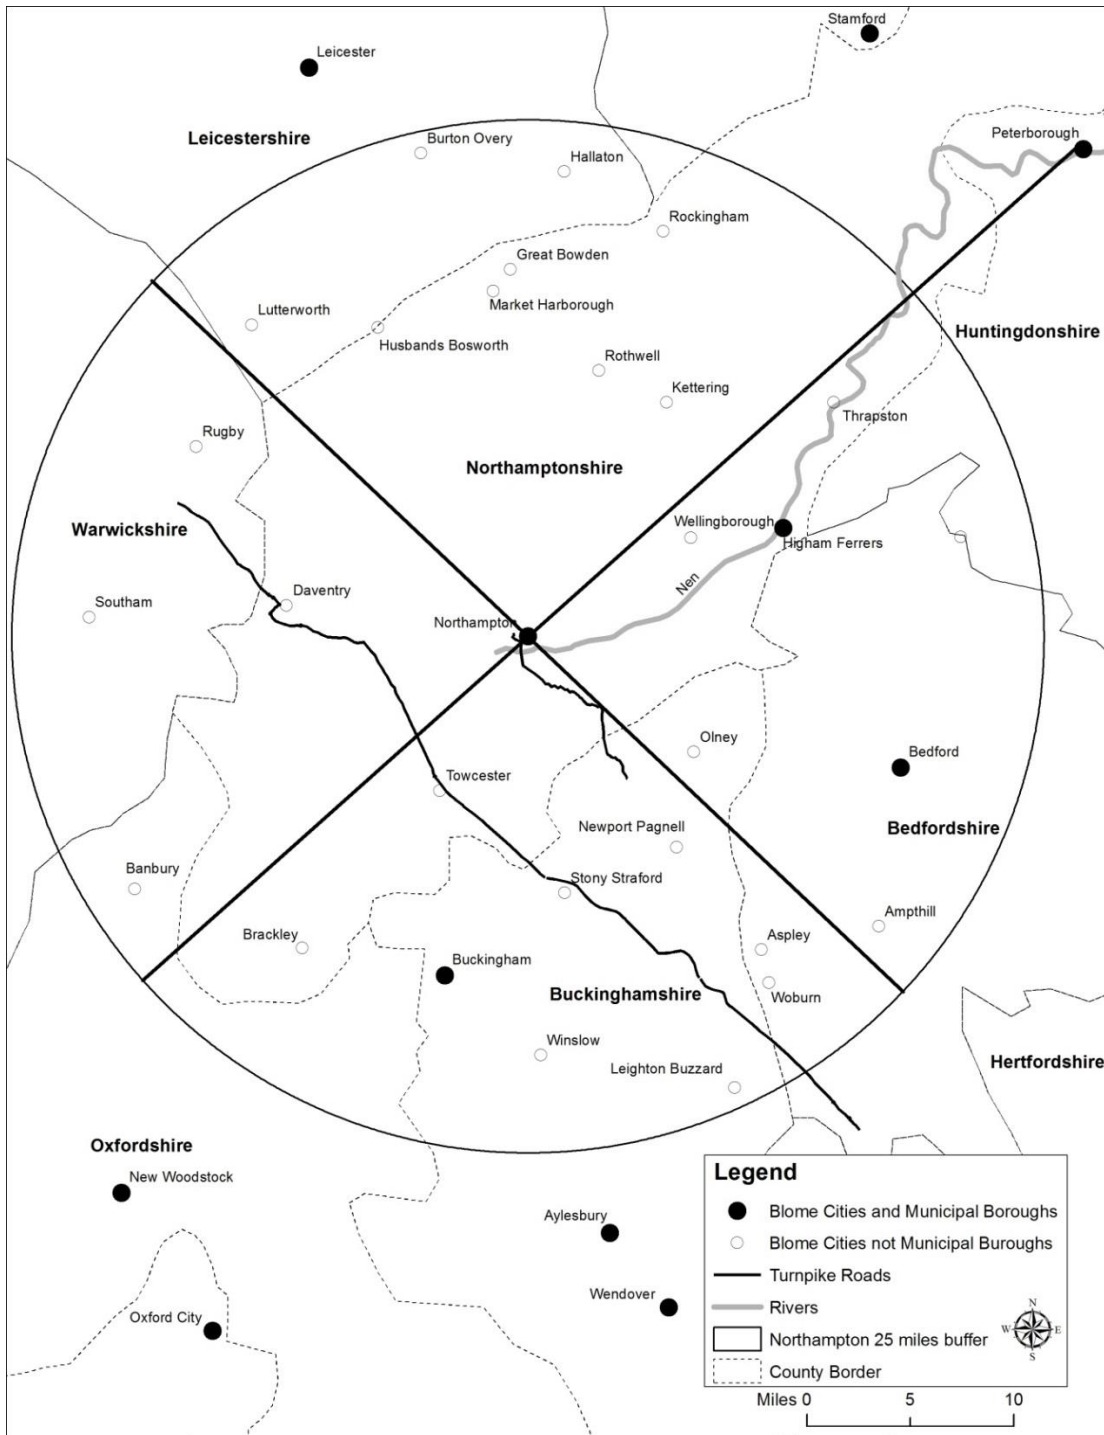 Stamford
Leicester
Leicestershire
Burton Overy
Peterborough
Hallaton
Rockingham
Great Bowden
Market Harborough
Lutterworth
Husbands Bosworth
Huntingdonshire
Rothwell
Kettering
Thrapston
Rugby
Northamptonshire
Warwickshire
Wellingborough
Higham Ferrers
Nen
Daventry
Southam
Northampton
Olney
Bedford
Towcester
Newport Pagnell
Bedfordshire
Banbury
Stony Straford
Ampthill
Brackley
Aspley
Buckingham
Buckinghamshire
Woburn
Winslow
Leighton Buzzard
Hertfordshire
Oxfordshire
New Woodstock
Aylesbury
Wendover
Oxford City
Legend
Blome Cities and Municipal Boroughs
Blome Cities not Municipal Buroughs
Turnpike Roads
Rivers
Northampton 25 miles buffer
County Border
N
W E
S
Miles 0 5 10